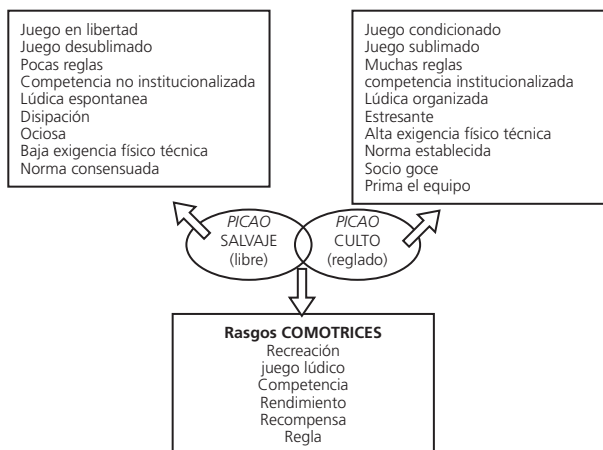 Juego en libertad
Juego desublimado
Pocas reglas
Competencia no institucionalizada
Lúdica espontanea
Disipación
Ociosa
Baja exigencia físico técnica
Norma consensuada
Juego condicionado
Juego sublimado
Muchas reglas
competencia institucionalizada
Lúdica organizada
Estresante
Alta exigencia físico técnica
Norma establecida
Socio goce
Prima el equipo
PICAO
SALVAJE
(libre)
PICAO
CULTO
(reglado)
Rasgos COMOTRICES
Recreación
juego lúdico
Competencia
Rendimiento
Recompensa
Regla